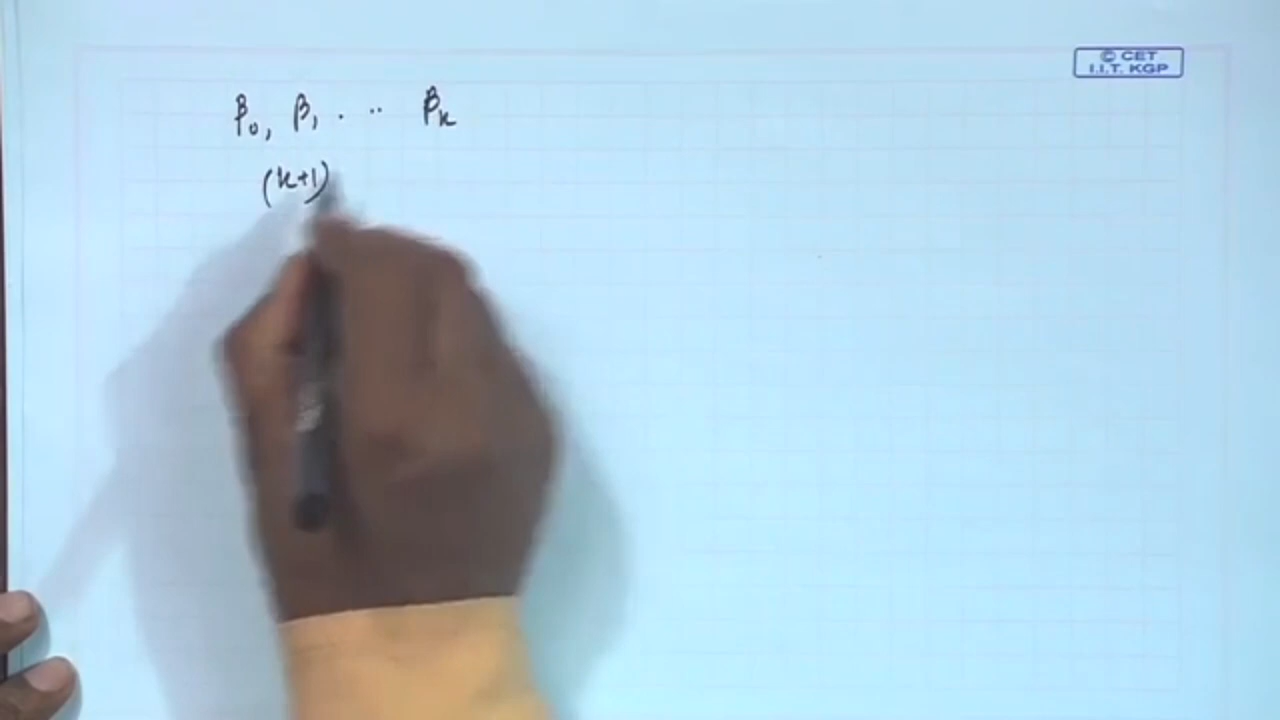 © CET
I.I.T. KGP
β₀, β₁ . .. βₖ
(k+1)